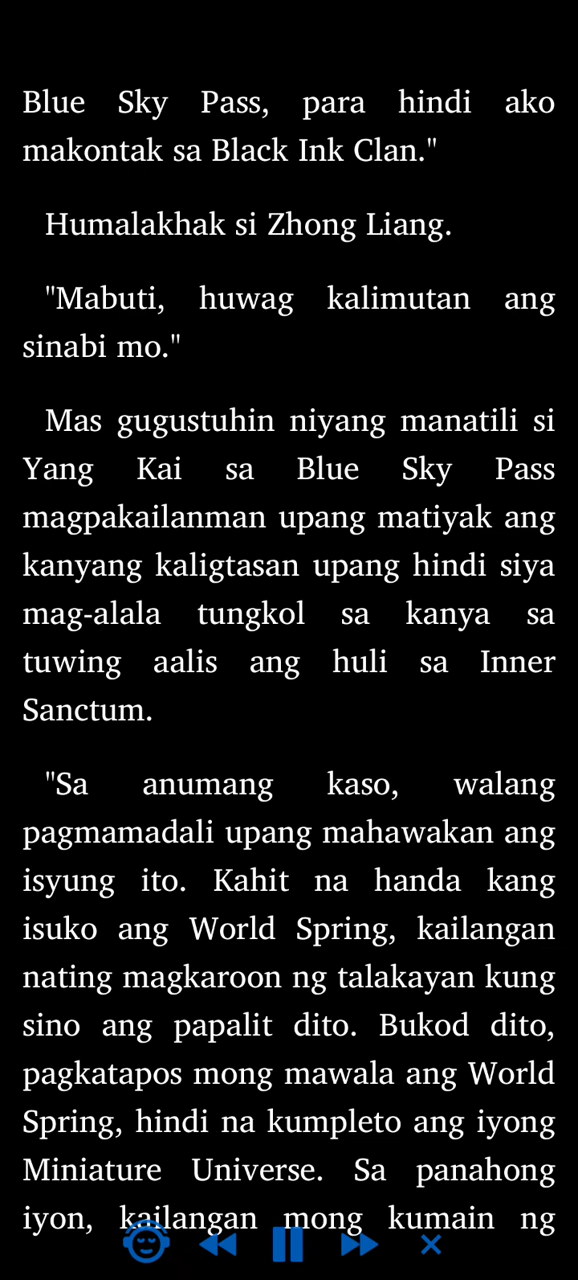 Blue Sky Pass, para hindi ako
makontak sa Black Ink Clan."
Humalakhak si Zhong Liang.
"Mabuti, huwag kalimutan ang
sinabi mo."
Mas gugustuhin niyang manatili si
Yang Kai sa Blue Sky Pass
magpakailanman upang matiyak ang
kanyang kaligtasan upang hindi siya
mag-alala tungkol sa kanya sa
tuwing aalis ang huli sa Inner
Sanctum.
"Sa anumang kaso, walang
pagmamadali upang mahawakan ang
isyung ito. Kahit na handa kang
isuko ang World Spring, kailangan
nating magkaroon ng talakayan kung
sino ang papalit dito. Bukod dito,
pagkatapos mong mawala ang World
Spring, hindi na kumpleto ang iyong
Miniature Universe. Sa panahong
iyon, kailangan mong kumain ng